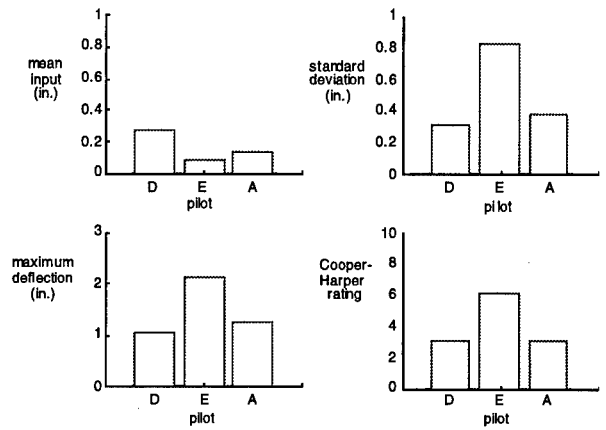 mean
input
(in.)
1
0.8
0.6
0.4
0.2
0
D E A
pilot
standard
deviation
(in.)
1
0.8
0.6
0.4
0.2
0
D E A
pilot
maximum
deflection
(in.)
3
2
1
0
D E A
pilot
Cooper-
Harper
rating
10
8
6
4
2
0
D E A
pilot